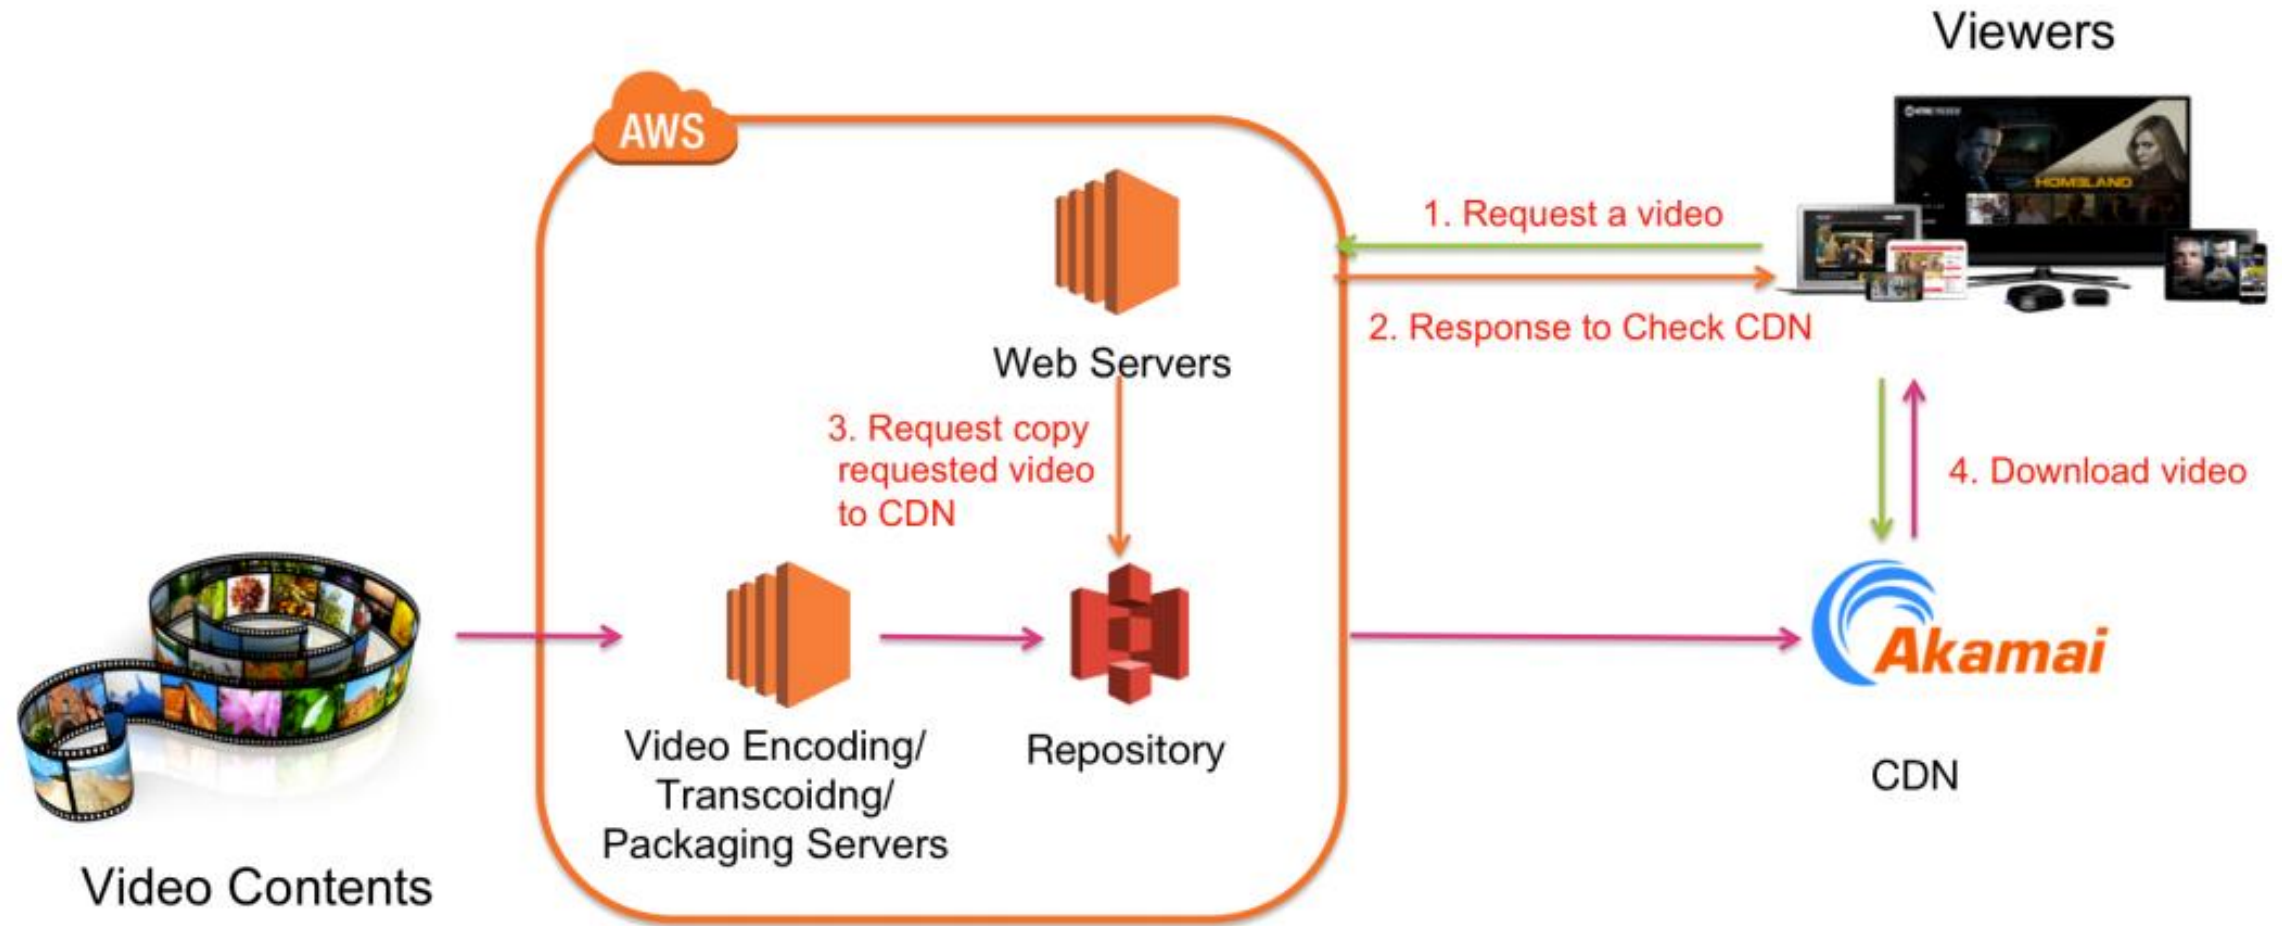 Viewers
AWS
HOMELAND
1. Request a video
2. Response to Check CDN
Web Servers
3. Request copy
requested video
to CDN
4. Download video
Akamai
Video Encoding/
Transcoidng/
Packaging Servers
Repository
CDN
Video Contents